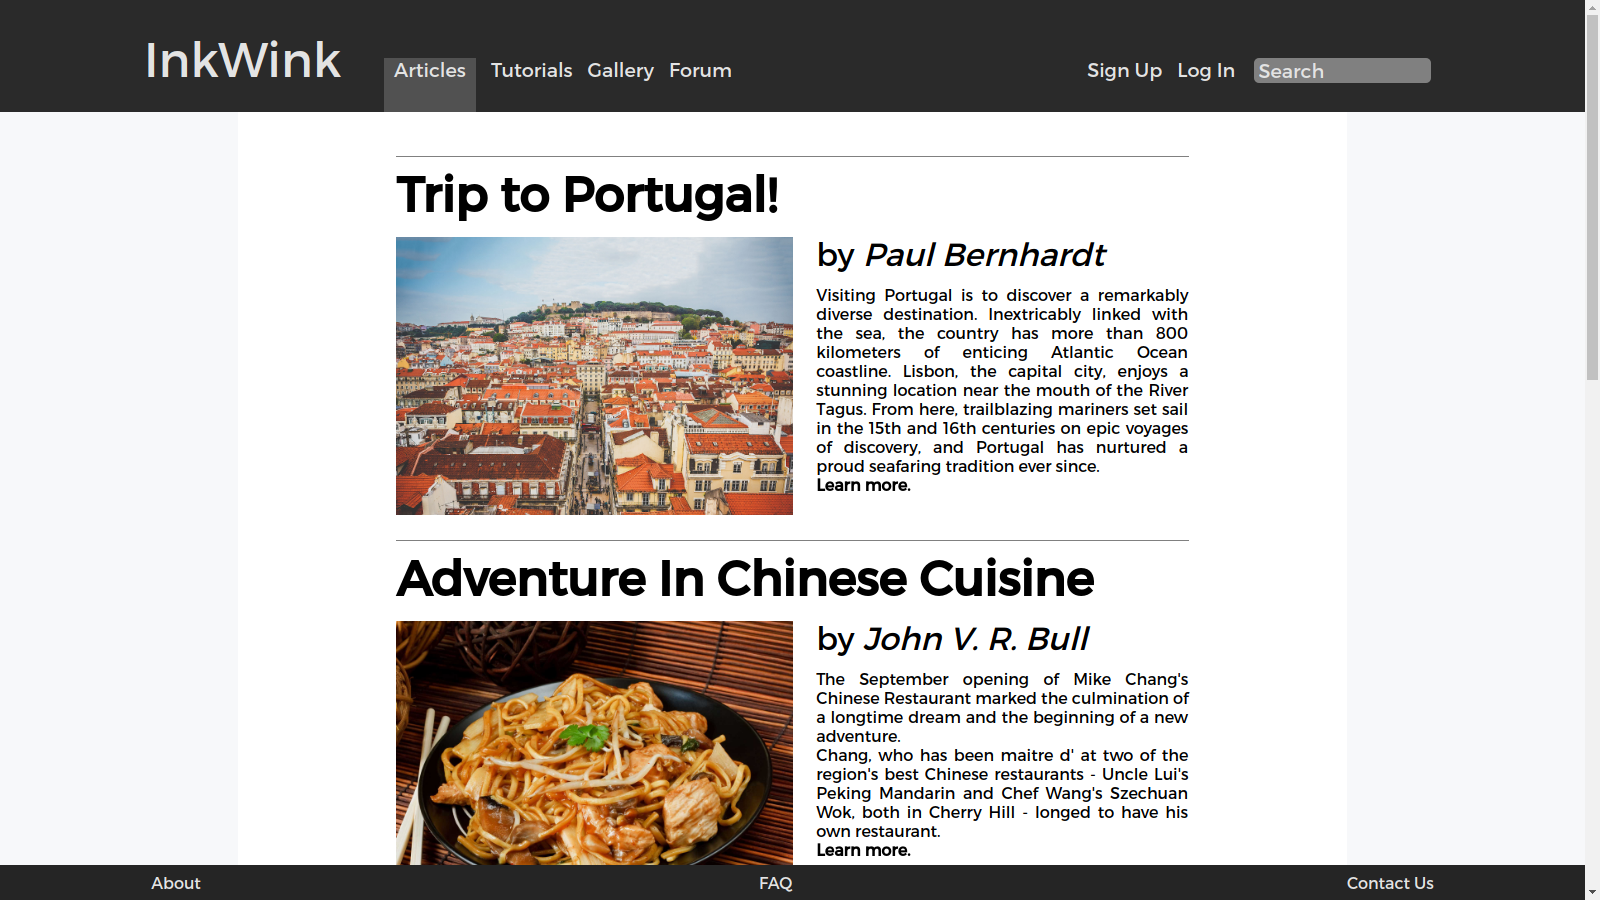 InkWink
Articles Tutorials Gallery Forum Sign Up Log In Search
Trip to Portugal!
by Paul Bernhardt
Visiting Portugal is to discover a remarkably
diverse destination. Inextricably linked with
the sea, the country has more than 800
kilometers of enticing Atlantic Ocean
coastline. Lisbon, the capital city, enjoys a
stunning location near the mouth of the River
Tagus. From here, trailblazing mariners set sail
in the 15th and 16th centuries on epic voyages
of discovery, and Portugal has nurtured a
proud seafaring tradition ever since.
Learn more.
Adventure In Chinese Cuisine
by John V. R. Bull
The September opening of Mike Chang's
Chinese Restaurant marked the culmination of
a longtime dream and the beginning of a new
adventure.
Chang, who has been maitre d' at two of the
region's best Chinese restaurants - Uncle Lui's
Peking Mandarin and Chef Wang's Szechuan
Wok, both in Cherry Hill - longed to have his
own restaurant.
Learn more.
About FAQ Contact Us